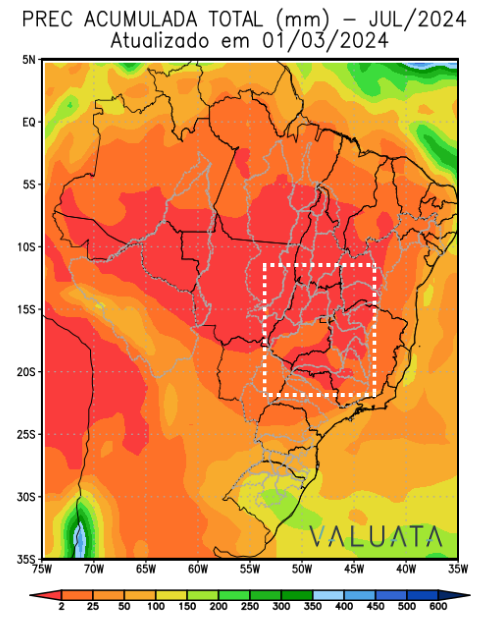 PREC ACUMULADA TOTAL (mm) – JUL/2024
Atualizado em 01/03/2024
5N
EQ
5S
10S
15S
20S
25S
30S
35S
VALUATA
75W 70W 65W 60W 55W 50W 45W 40W 35W
2 25 50 100 150 200 250 300 350 400 450 500 600